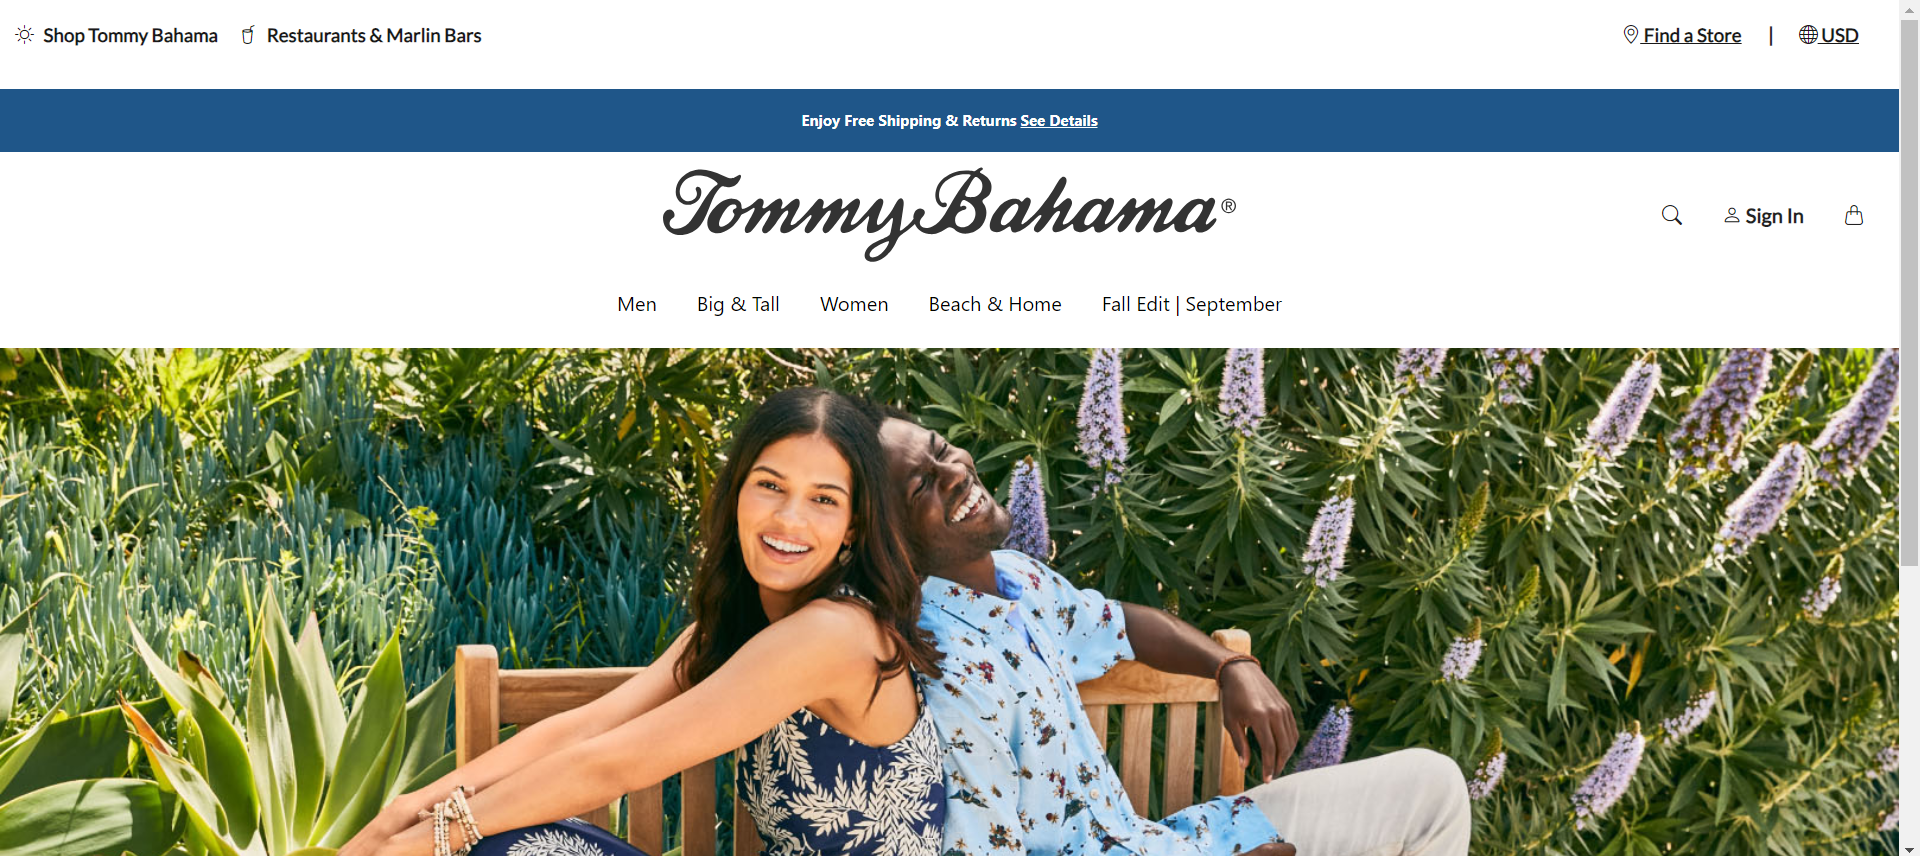 Shop Tommy Bahama Restaurants & Marlin Bars Find a Store | USD
Enjoy Free Shipping & Returns See Details
Tommy Bahama®
Sign In
Men Big & Tall Women Beach & Home Fall Edit | September